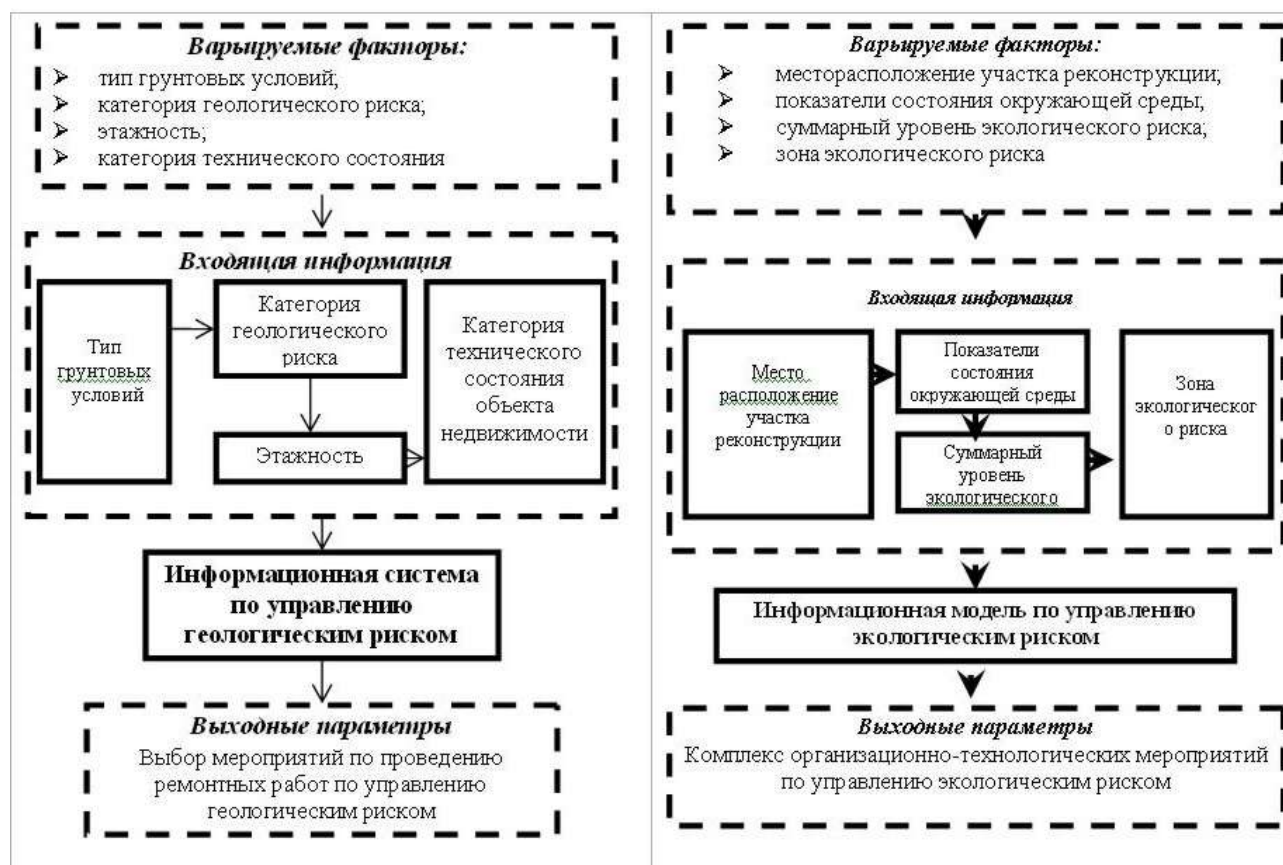 Варьируемые факторы:
➢ тип грунтовых условий;
➢ категория геологического риска;
➢ этажность;
➢ категория технического состояния
Входящая информация
Тип
грунтовых
условий
Категория
геологического
риска
Этажность
Категория
технического
состояния
объекта
недвижимости
Информационная система
по управлению
геологическим риском
Выходные параметры
Выбор мероприятий по проведению
ремонтных работ по управлению
геологическим риском
Варьируемые факторы:
➢ месторасположение участка реконструкции;
➢ показатели состояния окружающей среды;
➢ суммарный уровень экологического риска;
➢ зона экологического риска
Входящая информация
Место
расположение
участка
реконструкции
Показатели
состояния
окружающей среды
Суммарный
уровень
экологического
Зона
экологическог
о риска
Информационная модель по управлению
экологическим риском
Выходные параметры
Комплекс организационно-технологических мероприятий
по управлению экологическим риском